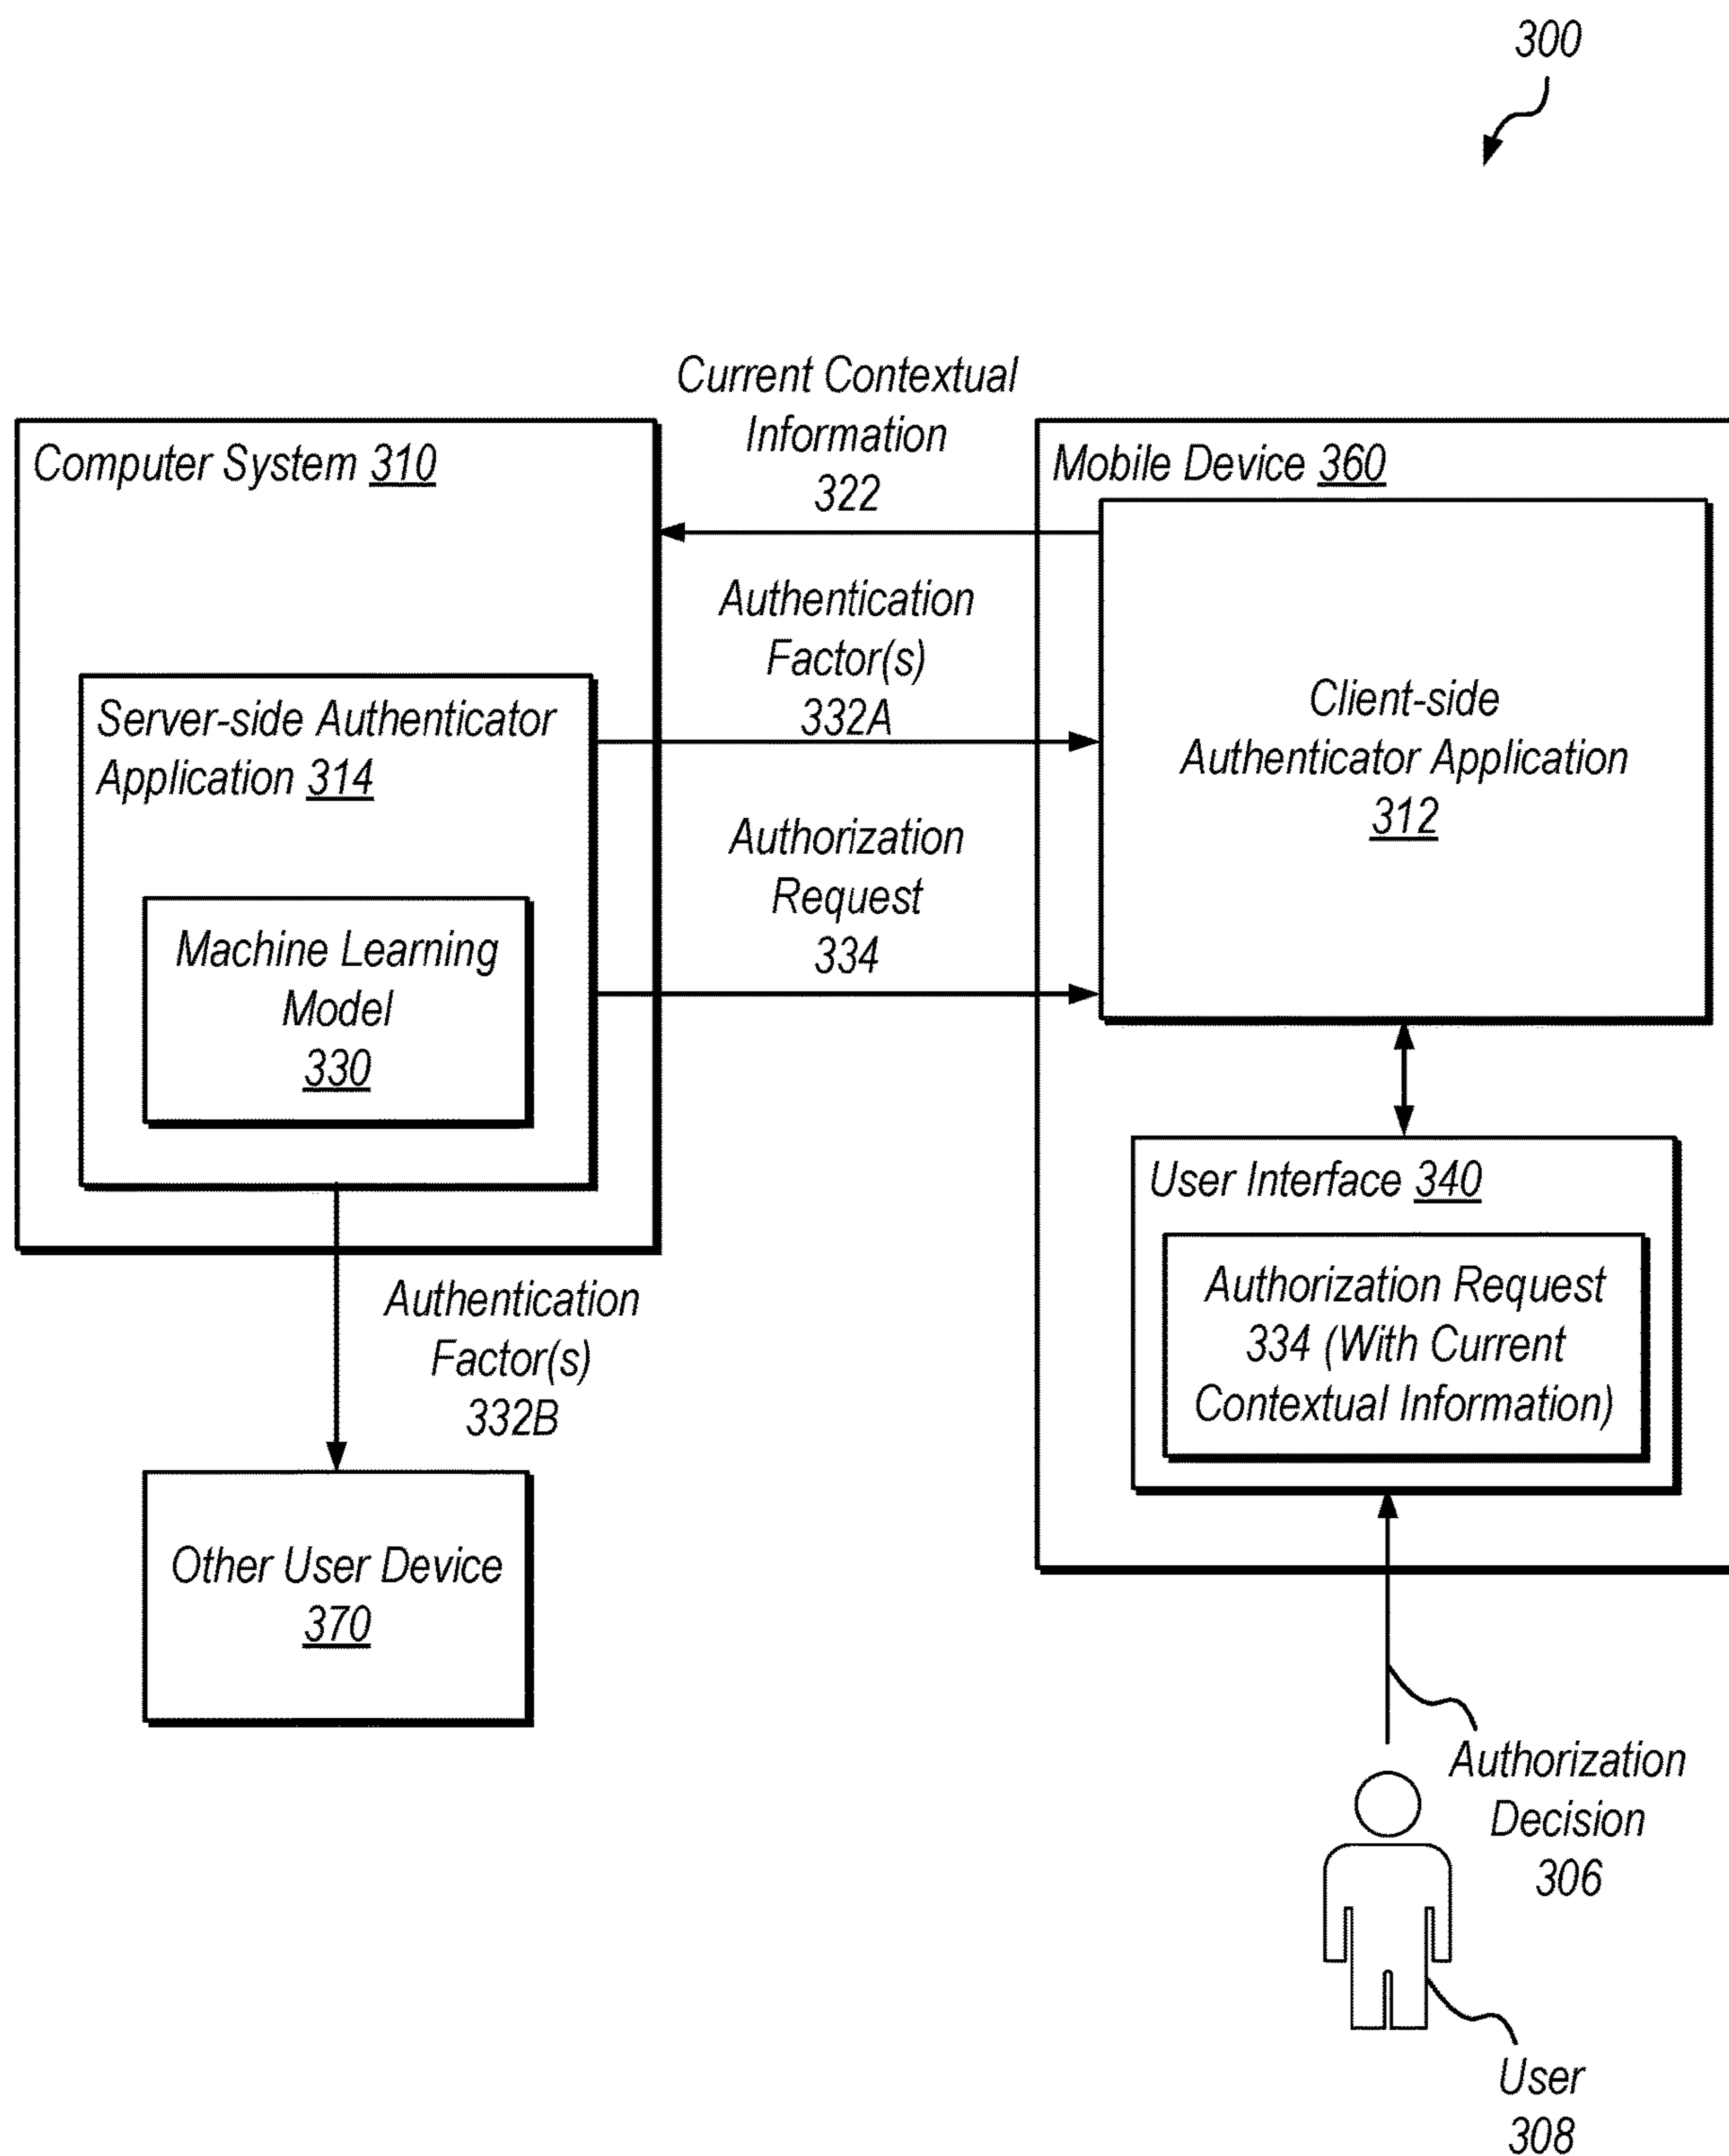 300
Current Contextual
Information
322
Computer System 310
Mobile Device 360
Authentication
Factor(s)
332A
Server-side Authenticator
Application 314
Client-side
Authenticator Application
312
Authorization
Request
334
Machine Learning
Model
330
User Interface 340
Authorization Request
334 (With Current
Contextual Information)
Authentication
Factor(s)
332B
Other User Device
370
Authorization
Decision
306
User
308